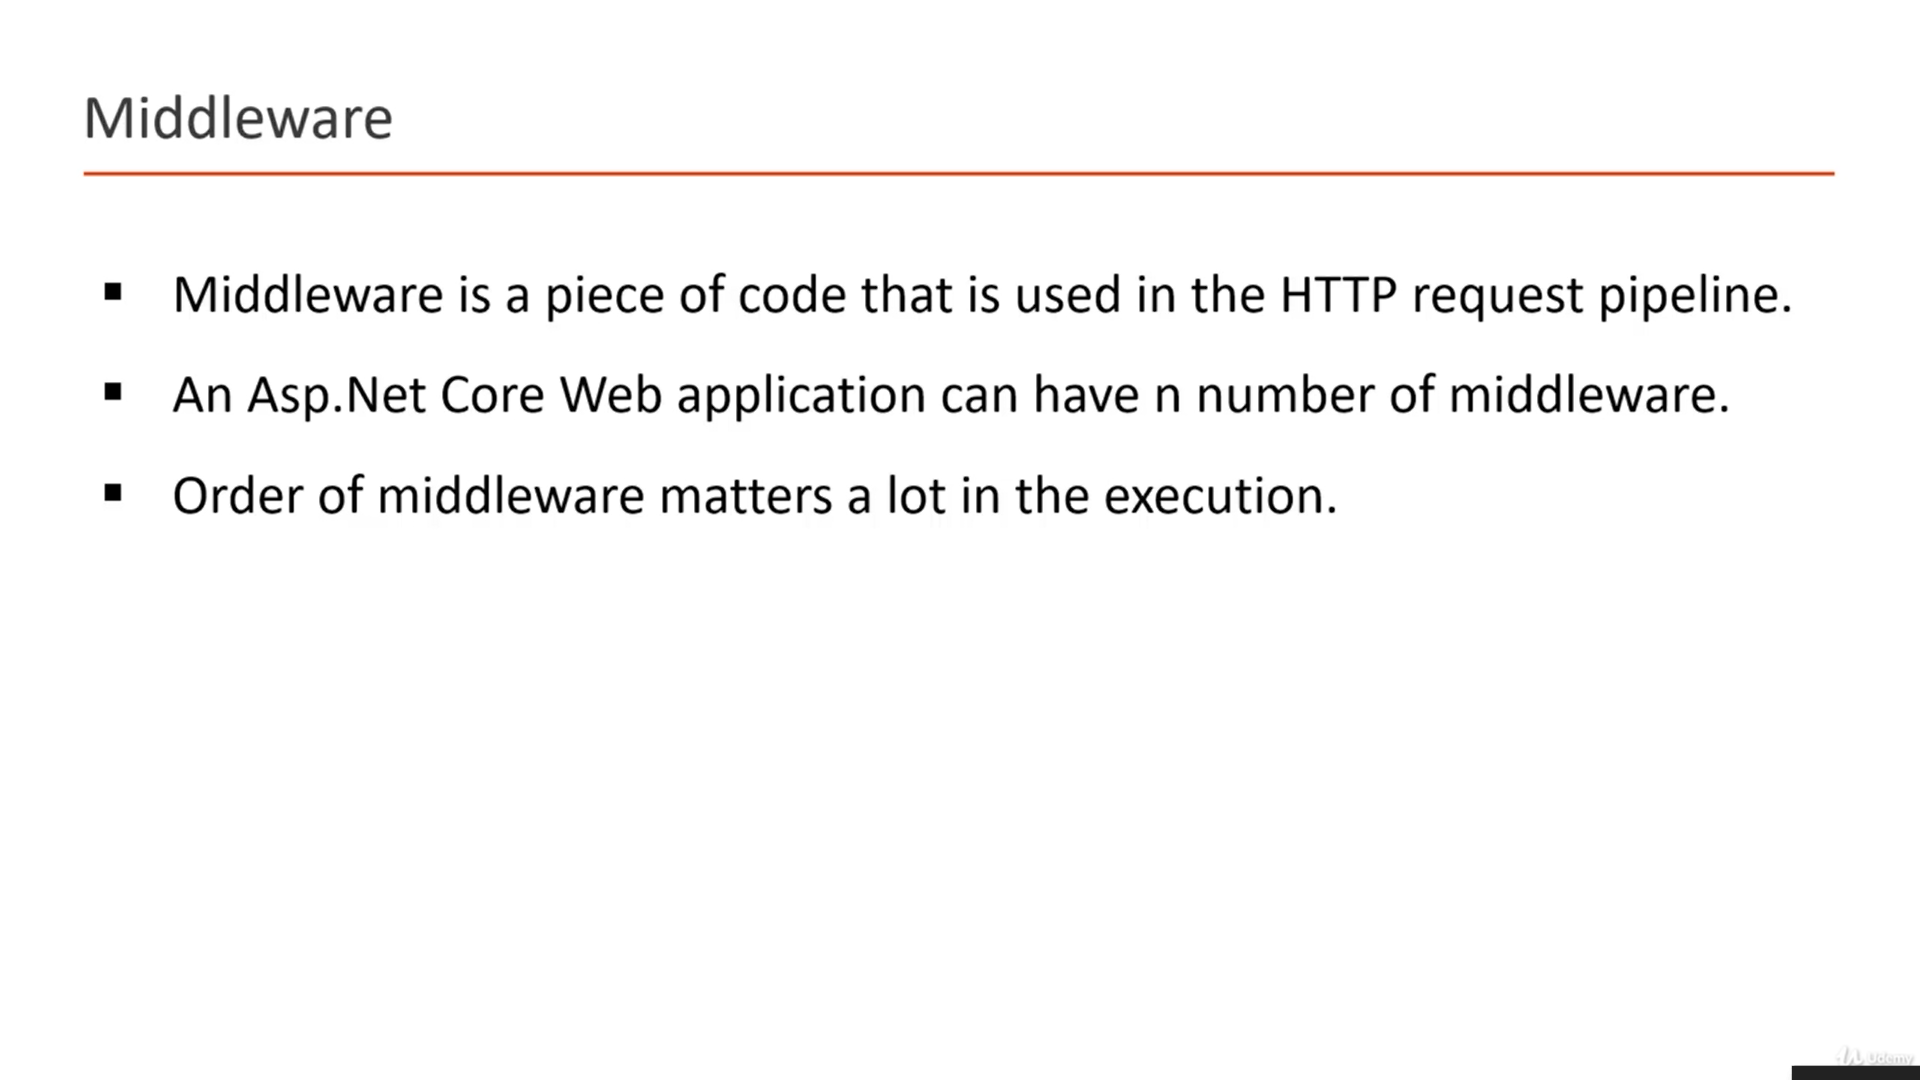 Middleware
▪ Middleware is a piece of code that is used in the HTTP request pipeline.
▪ An Asp.Net Core Web application can have n number of middleware.
▪ Order of middleware matters a lot in the execution.
Udemy